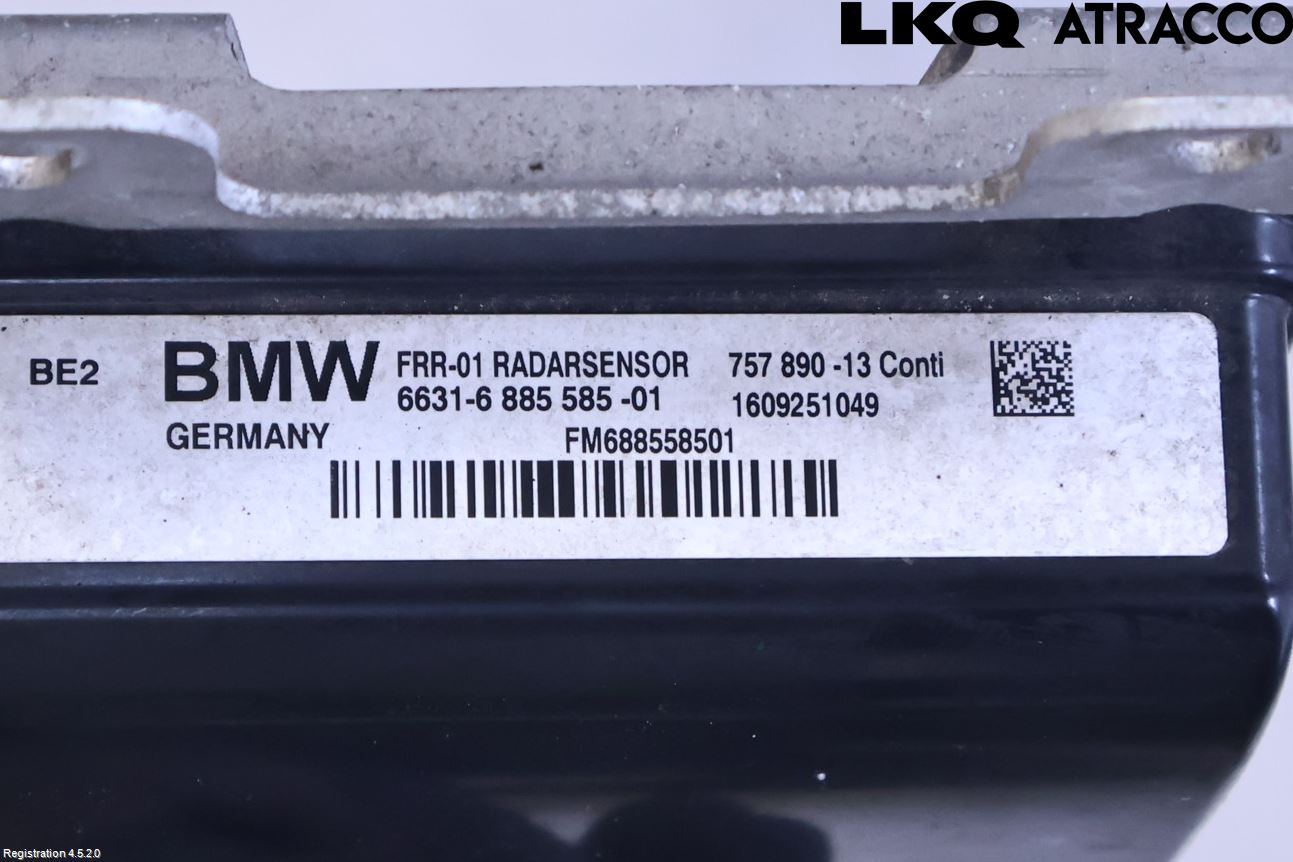 LKQ ATRACCO
BE2 BMW FRR-01 RADARSENSOR 757 890 -13 Conti
6631-6 885 585 -01 1609251049
GERMANY FM688558501
Registration 4.5.2.0